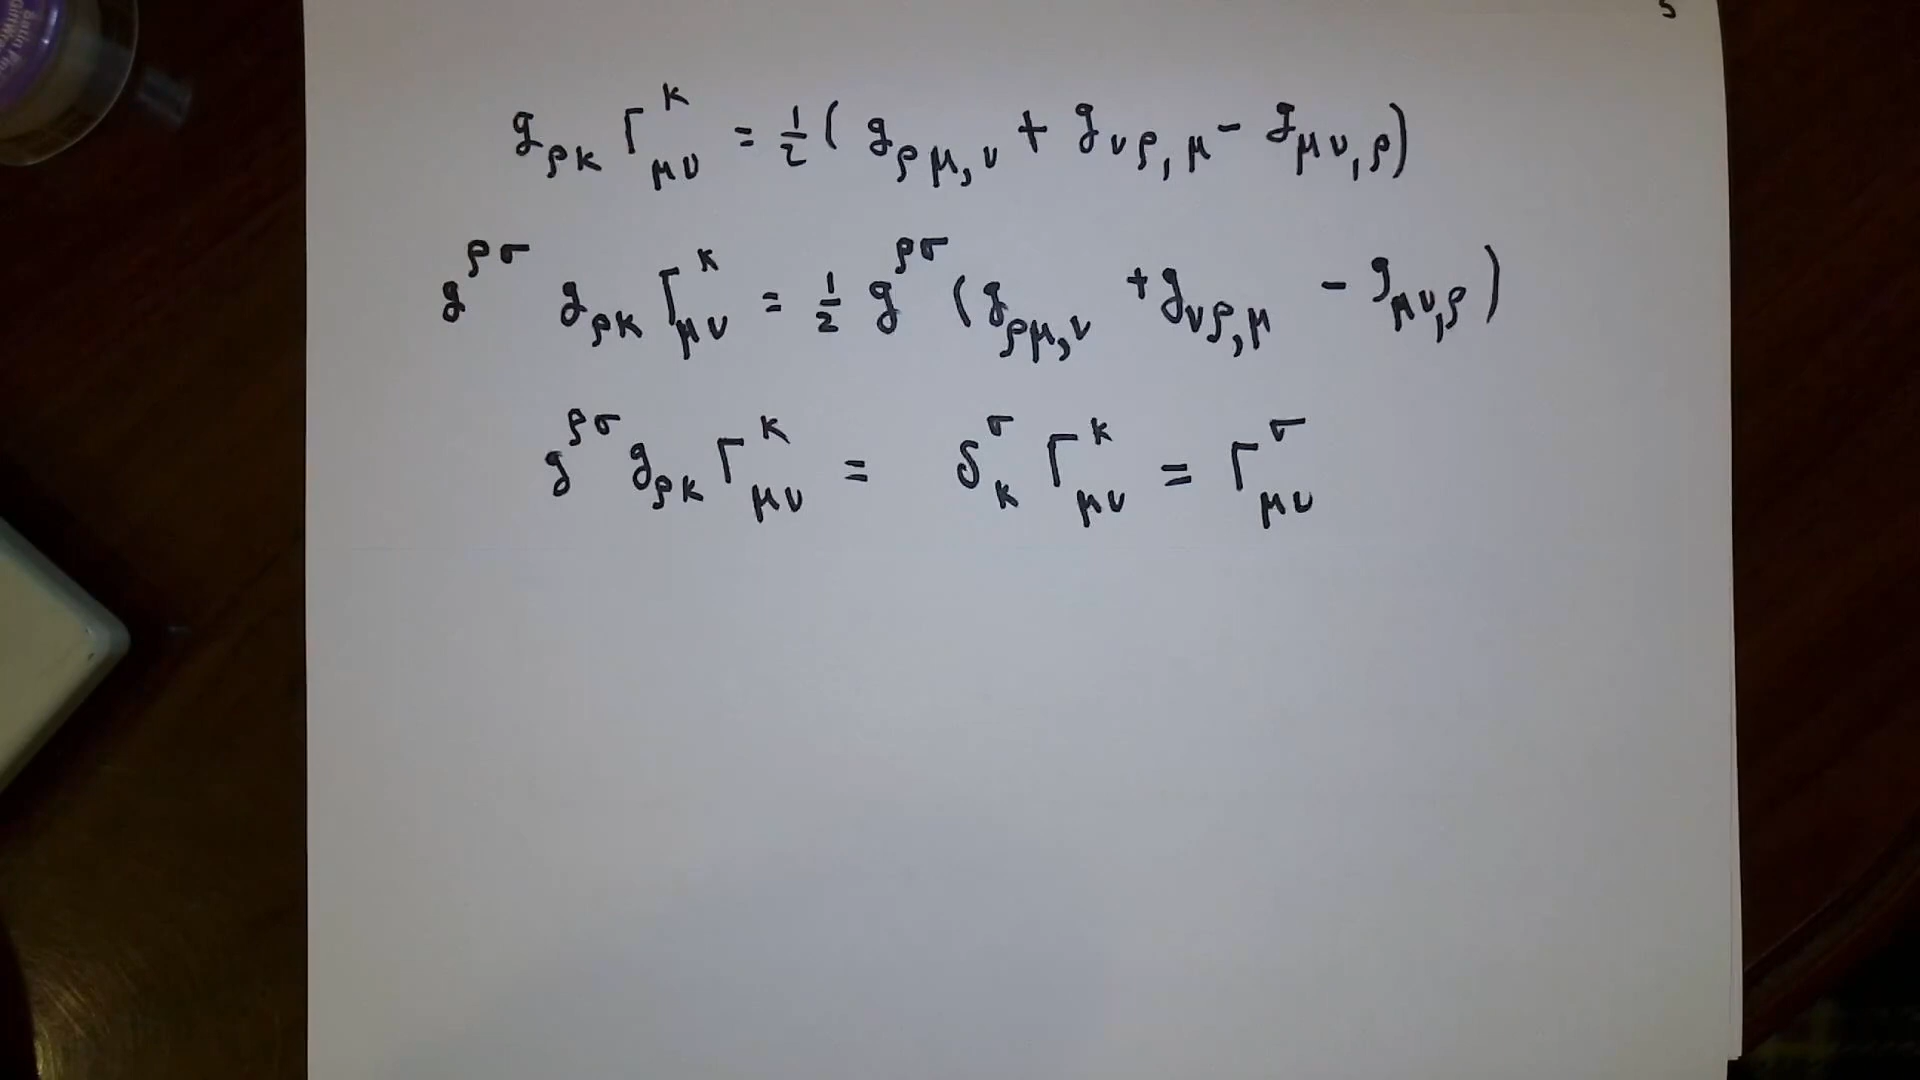 5
g_{ρκ} Γ^κ_{μν} = ½ ( g_{ρμ,ν} + g_{νρ,μ} - g_{μν,ρ} )
g^{ρσ} g_{ρκ} Γ^κ_{μν} = ½ g^{ρσ} ( g_{ρμ,ν} + g_{νρ,μ} - g_{μν,ρ} )
g^{ρσ} g_{ρκ} Γ^κ_{μν} = δ^σ_κ Γ^κ_{μν} = Γ^σ_{μν}